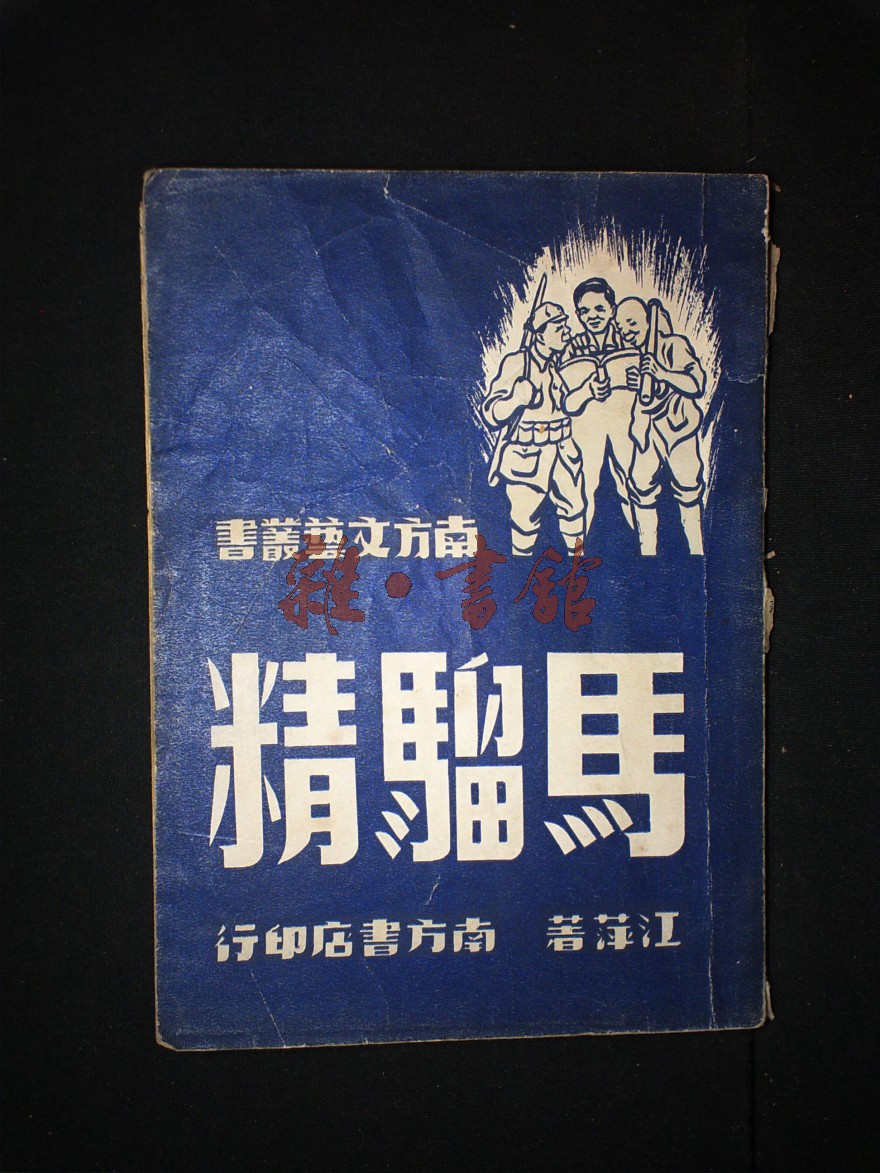 南方文藝叢書
雜·書館
馬騮精
江萍著 南方書店印行